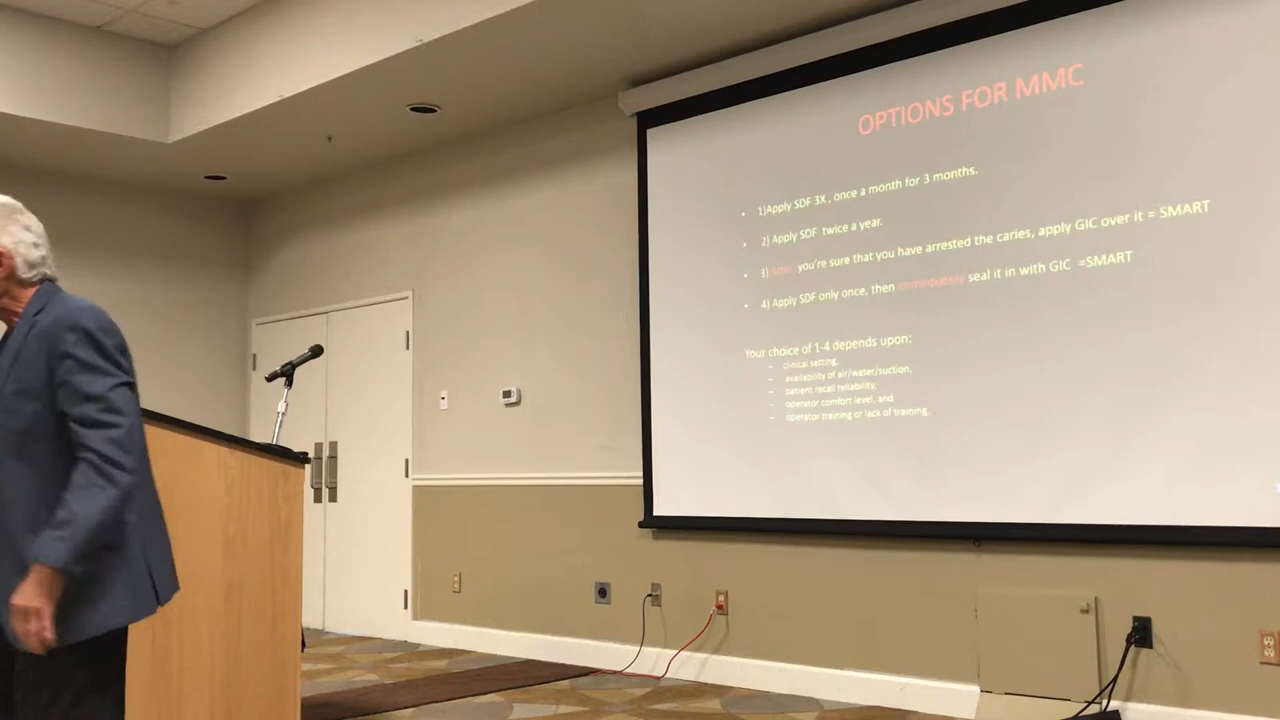 OPTIONS FOR MMC
• 1)Apply SDF 3X , once a month for 3 months.
• 2) Apply SDF twice a year.
• 3) you're sure that you have arrested the caries, apply GIC over it = SMART
• 4) Apply SDF only once, then immediately seal it in with GIC =SMART
Your choice of 1-4 depends upon:
– clinical setting,
– availability of air/water/suction,
– patient recall reliability,
– operator comfort level, and
– operator training or lack of training.